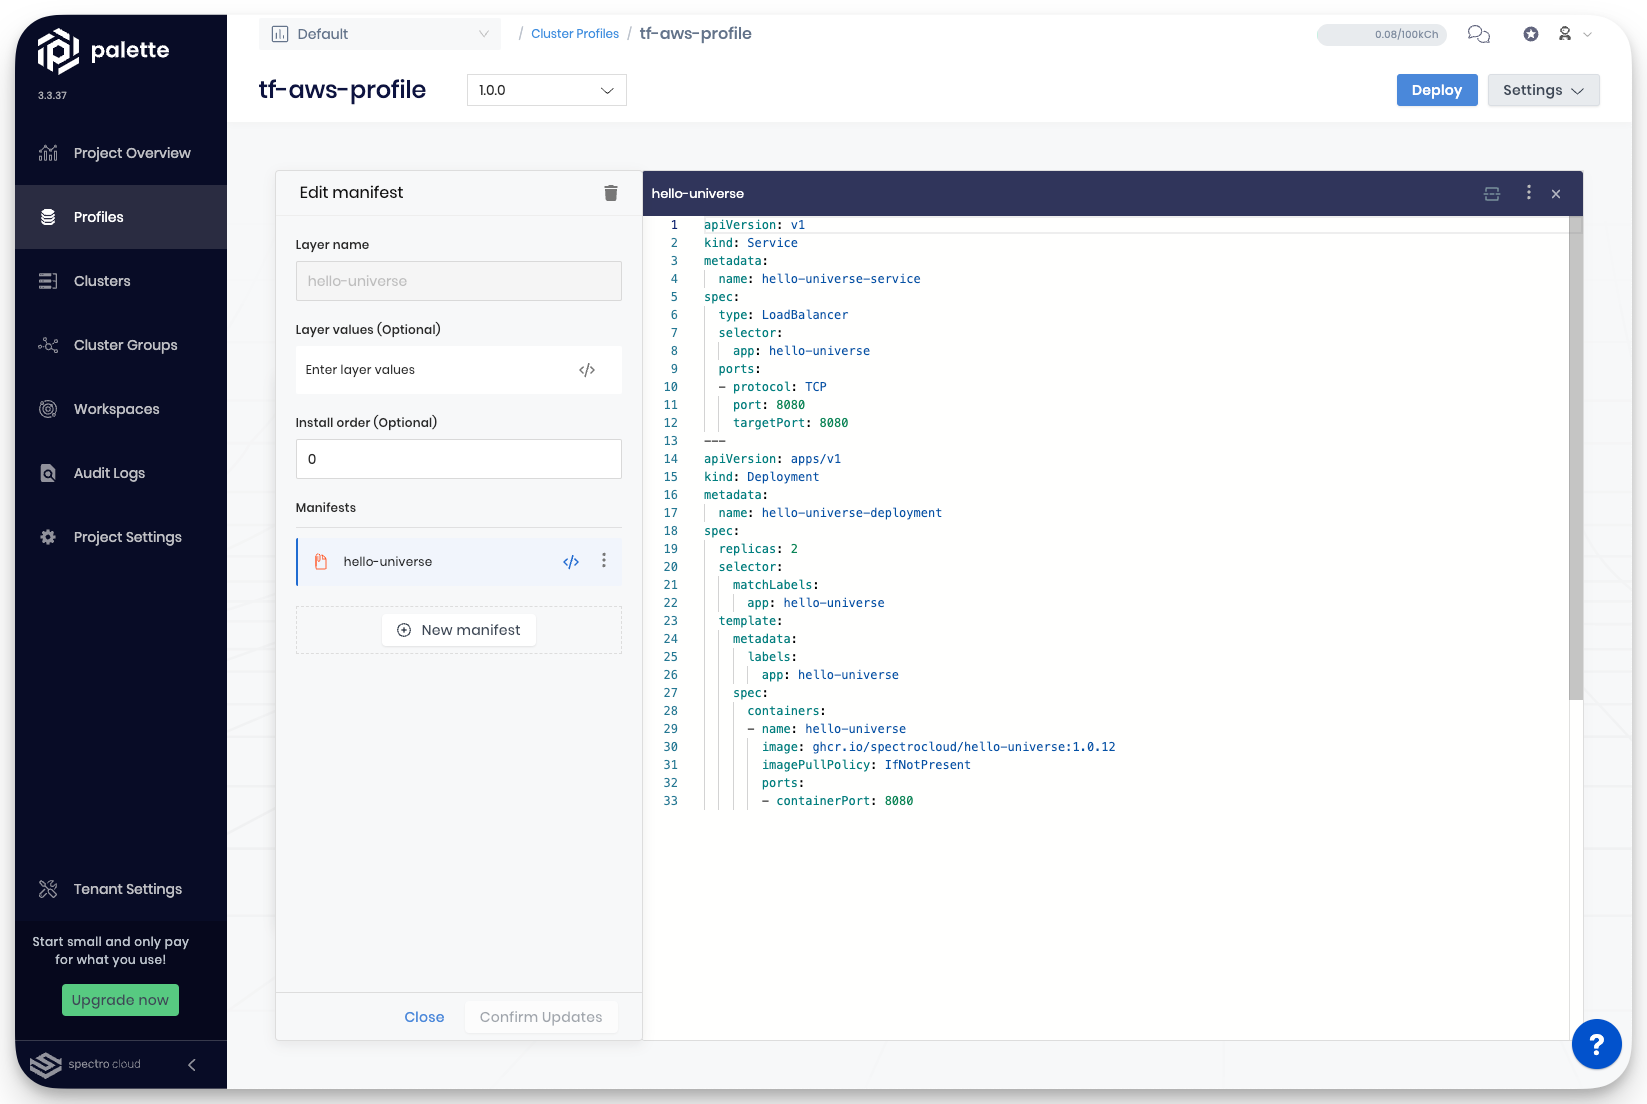 palette
3.3.37
Project Overview
Profiles
Clusters
Cluster Groups
Workspaces
Audit Logs
Project Settings
Tenant Settings
Start small and only pay
for what you use!
Upgrade now
spectro cloud
Default
/ Cluster Profiles / tf-aws-profile
0.08/100kCh
tf-aws-profile
1.0.0
Deploy
Settings
Edit manifest
Layer name
hello-universe
Layer values (Optional)
Enter layer values
</>
Install order (Optional)
0
Manifests
hello-universe
</>
New manifest
Close
Confirm Updates
hello-universe
1 apiVersion: v1
2 kind: Service
3 metadata:
4   name: hello-universe-service
5 spec:
6   type: LoadBalancer
7   selector:
8     app: hello-universe
9   ports:
10   - protocol: TCP
11     port: 8080
12     targetPort: 8080
13 ---
14 apiVersion: apps/v1
15 kind: Deployment
16 metadata:
17   name: hello-universe-deployment
18 spec:
19   replicas: 2
20   selector:
21     matchLabels:
22       app: hello-universe
23   template:
24     metadata:
25       labels:
26         app: hello-universe
27     spec:
28       containers:
29       - name: hello-universe
30         image: ghcr.io/spectrocloud/hello-universe:1.0.12
31         imagePullPolicy: IfNotPresent
32         ports:
33         - containerPort: 8080
?